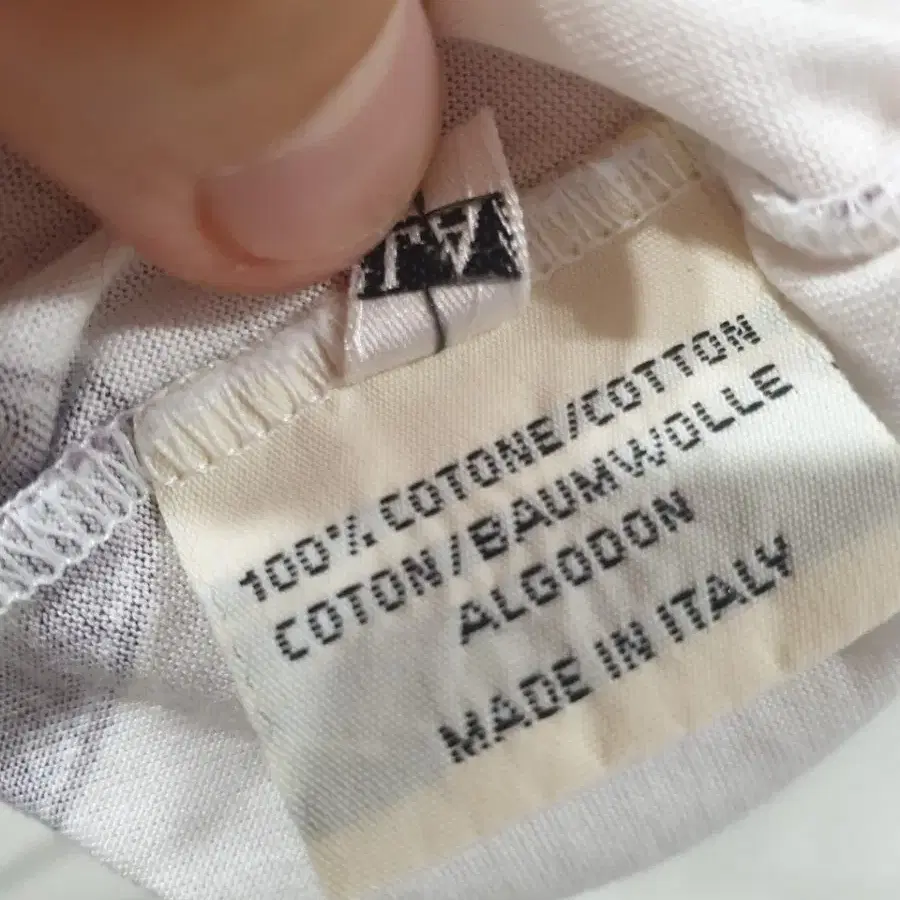 100% COTONE/COTTON
COTON/BAUMWOLLE
ALGODON
MADE IN ITALY